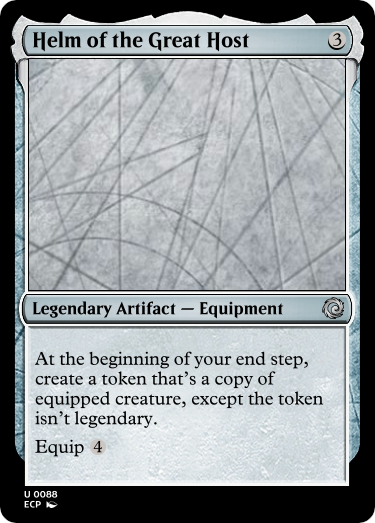 Helm of the Great Host 3
Legendary Artifact — Equipment
At the beginning of your end step,
create a token that's a copy of
equipped creature, except the token
isn't legendary.
Equip 4
U 0088
ECP